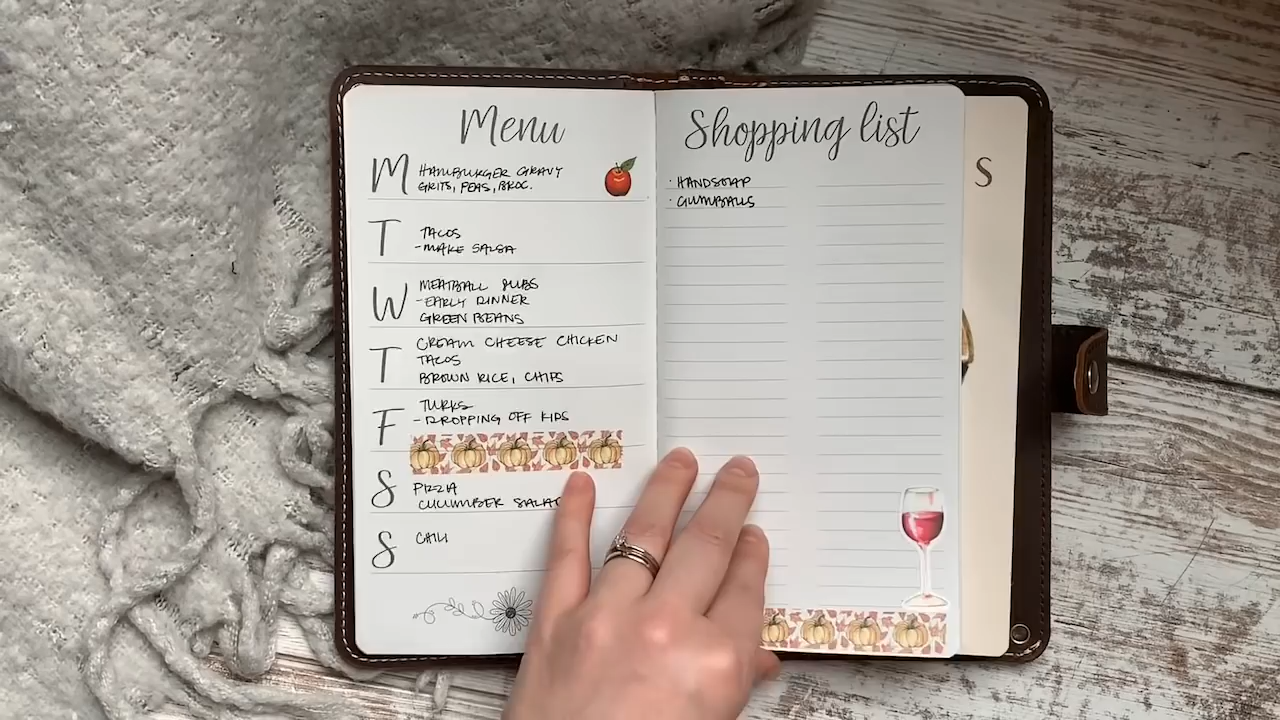 Menu
M
HAMBURGER GRAVY
GRITS, PEAS, BROC.
T
TACOS
- MAKE SALSA
W
MEATBALL SUBS
- EARLY DINNER
GREEN BEANS
T
CREAM CHEESE CHICKEN
TACOS
BROWN RICE, CHIPS
F
TURKS
- DROPPING OFF KIDS
S
PIZZA
CUCUMBER SALAD
S
CHILI
Shopping list
· HANDSOAP
· GUMBALLS
S